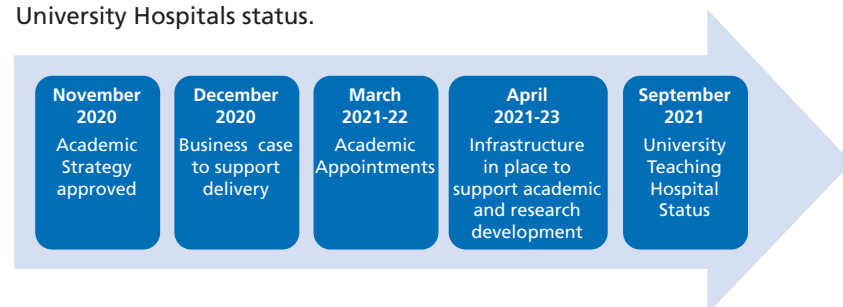 University Hospitals status.
November
2020
Academic
Strategy
approved
December
2020
Business case
to support
delivery
March
2021-22
Academic
Appointments
April
2021-23
Infrastructure
in place to
support academic
and research
development
September
2021
University
Teaching
Hospital
Status